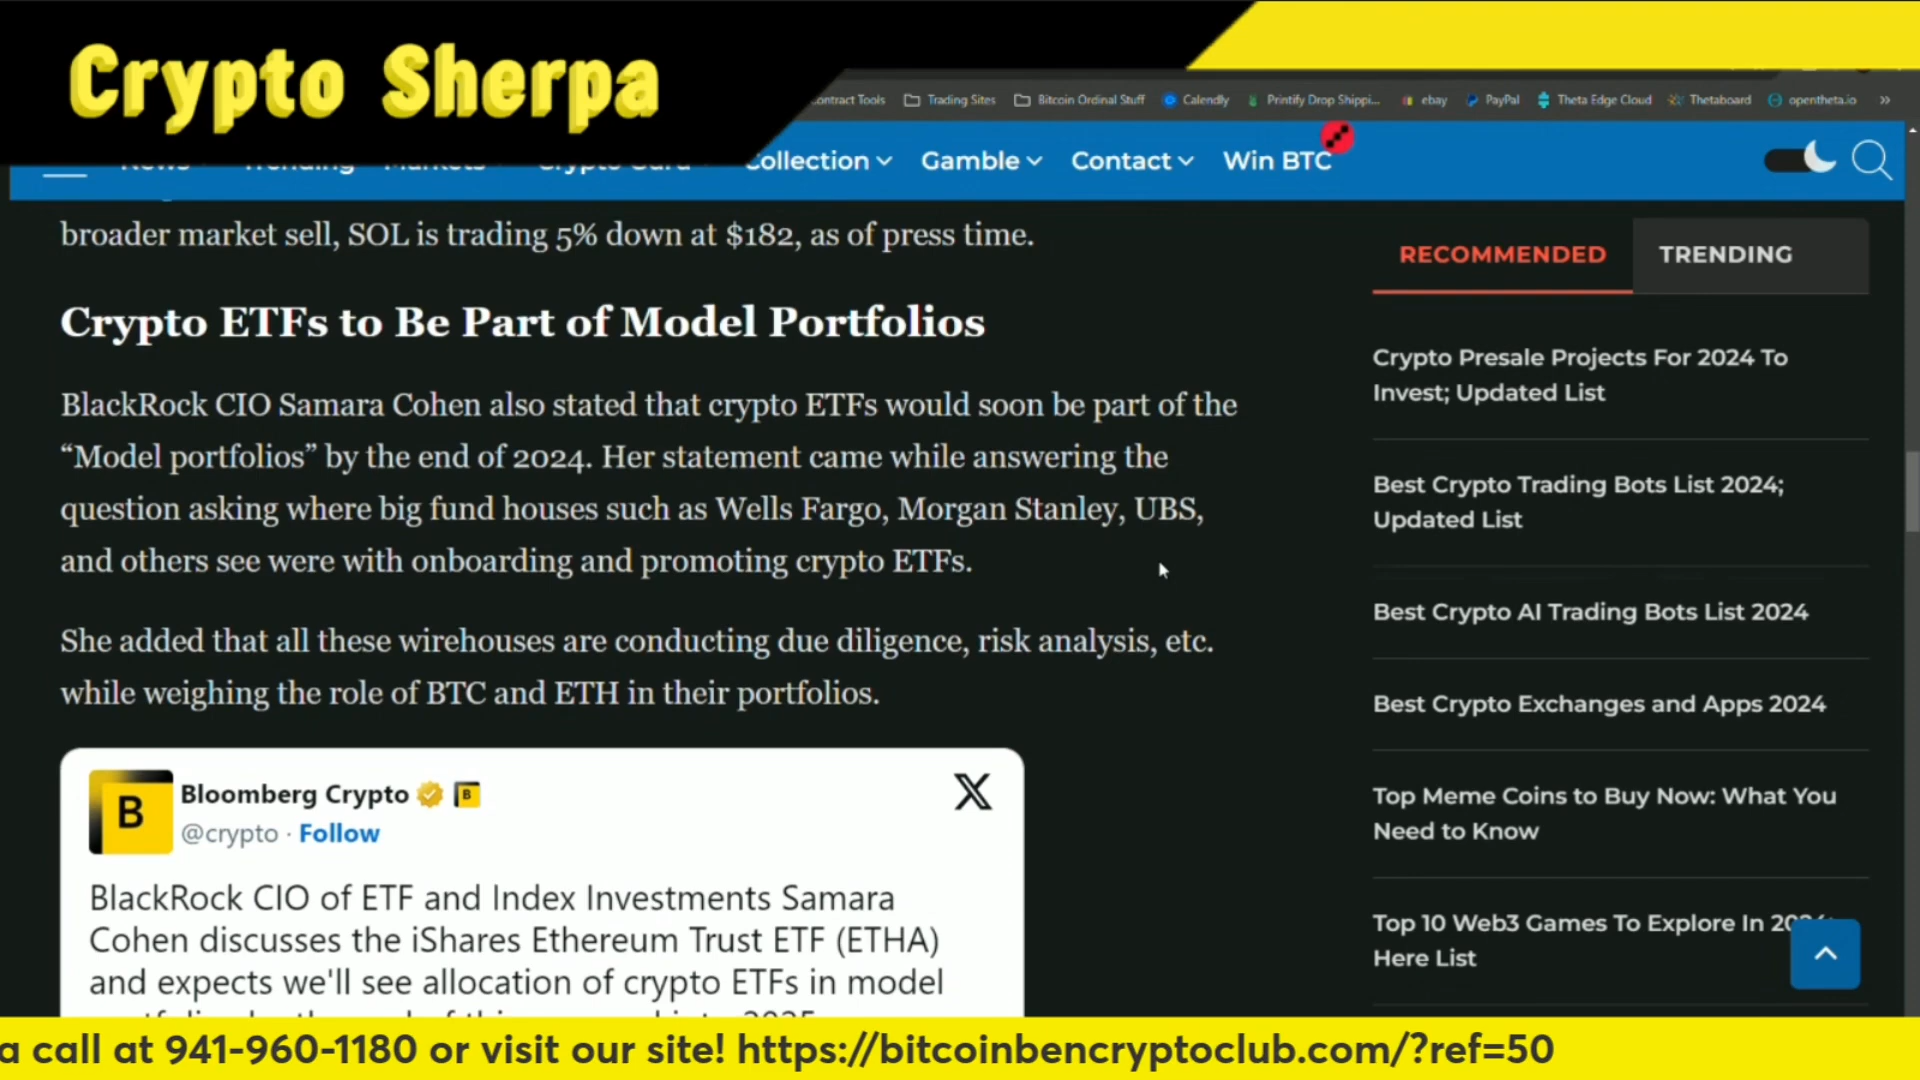 Crypto Sherpa
ontract Tools Trading Sites Bitcoin Ordinal Stuff Calendly Printify Drop Shippi... ebay PayPal Theta Edge Cloud Thetaboard opentheta.io »
News Trending Markets Crypto Guru Collection Gamble Contact Win BTC
broader market sell, SOL is trading 5% down at $182, as of press time.
Crypto ETFs to Be Part of Model Portfolios
BlackRock CIO Samara Cohen also stated that crypto ETFs would soon be part of the
“Model portfolios” by the end of 2024. Her statement came while answering the
question asking where big fund houses such as Wells Fargo, Morgan Stanley, UBS,
and others see were with onboarding and promoting crypto ETFs.
She added that all these wirehouses are conducting due diligence, risk analysis, etc.
while weighing the role of BTC and ETH in their portfolios.
B
Bloomberg Crypto B
@crypto · Follow
X
BlackRock CIO of ETF and Index Investments Samara
Cohen discusses the iShares Ethereum Trust ETF (ETHA)
and expects we'll see allocation of crypto ETFs in model
RECOMMENDED TRENDING
Crypto Presale Projects For 2024 To
Invest; Updated List
Best Crypto Trading Bots List 2024;
Updated List
Best Crypto AI Trading Bots List 2024
Best Crypto Exchanges and Apps 2024
Top Meme Coins to Buy Now: What You
Need to Know
Top 10 Web3 Games To Explore In
Here List
a call at 941-960-1180 or visit our site! https://bitcoinbencryptoclub.com/?ref=50